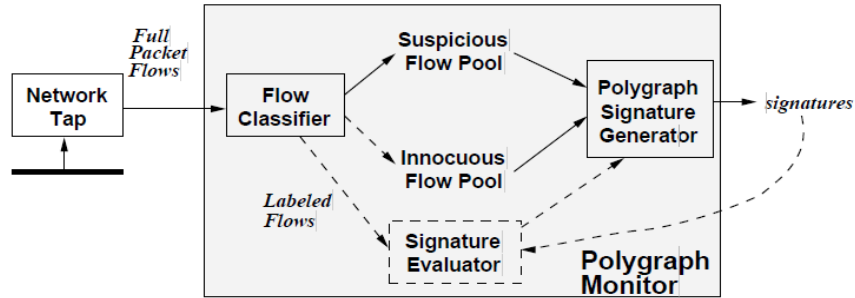 Full
Packet
Flows
Network
Tap
Flow
Classifier
Suspicious
Flow Pool
Innocuous
Flow Pool
Polygraph
Signature
Generator
signatures
Labeled
Flows
Signature
Evaluator
Polygraph
Monitor